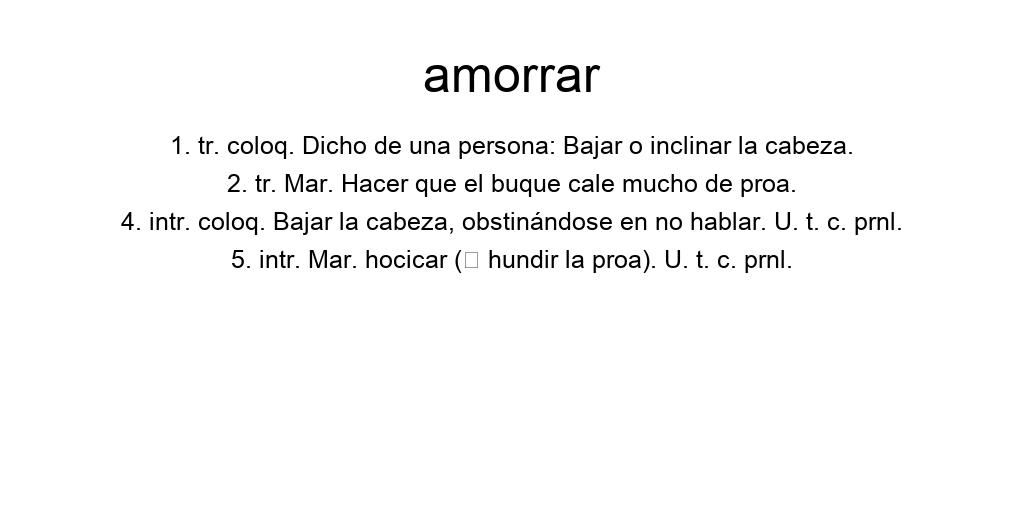 amorrar
1. tr. coloq. Dicho de una persona: Bajar o inclinar la cabeza.
2. tr. Mar. Hacer que el buque cale mucho de proa.
4. intr. coloq. Bajar la cabeza, obstinándose en no hablar. U. t. c. prnl.
5. intr. Mar. hocicar (□ hundir la proa). U. t. c. prnl.